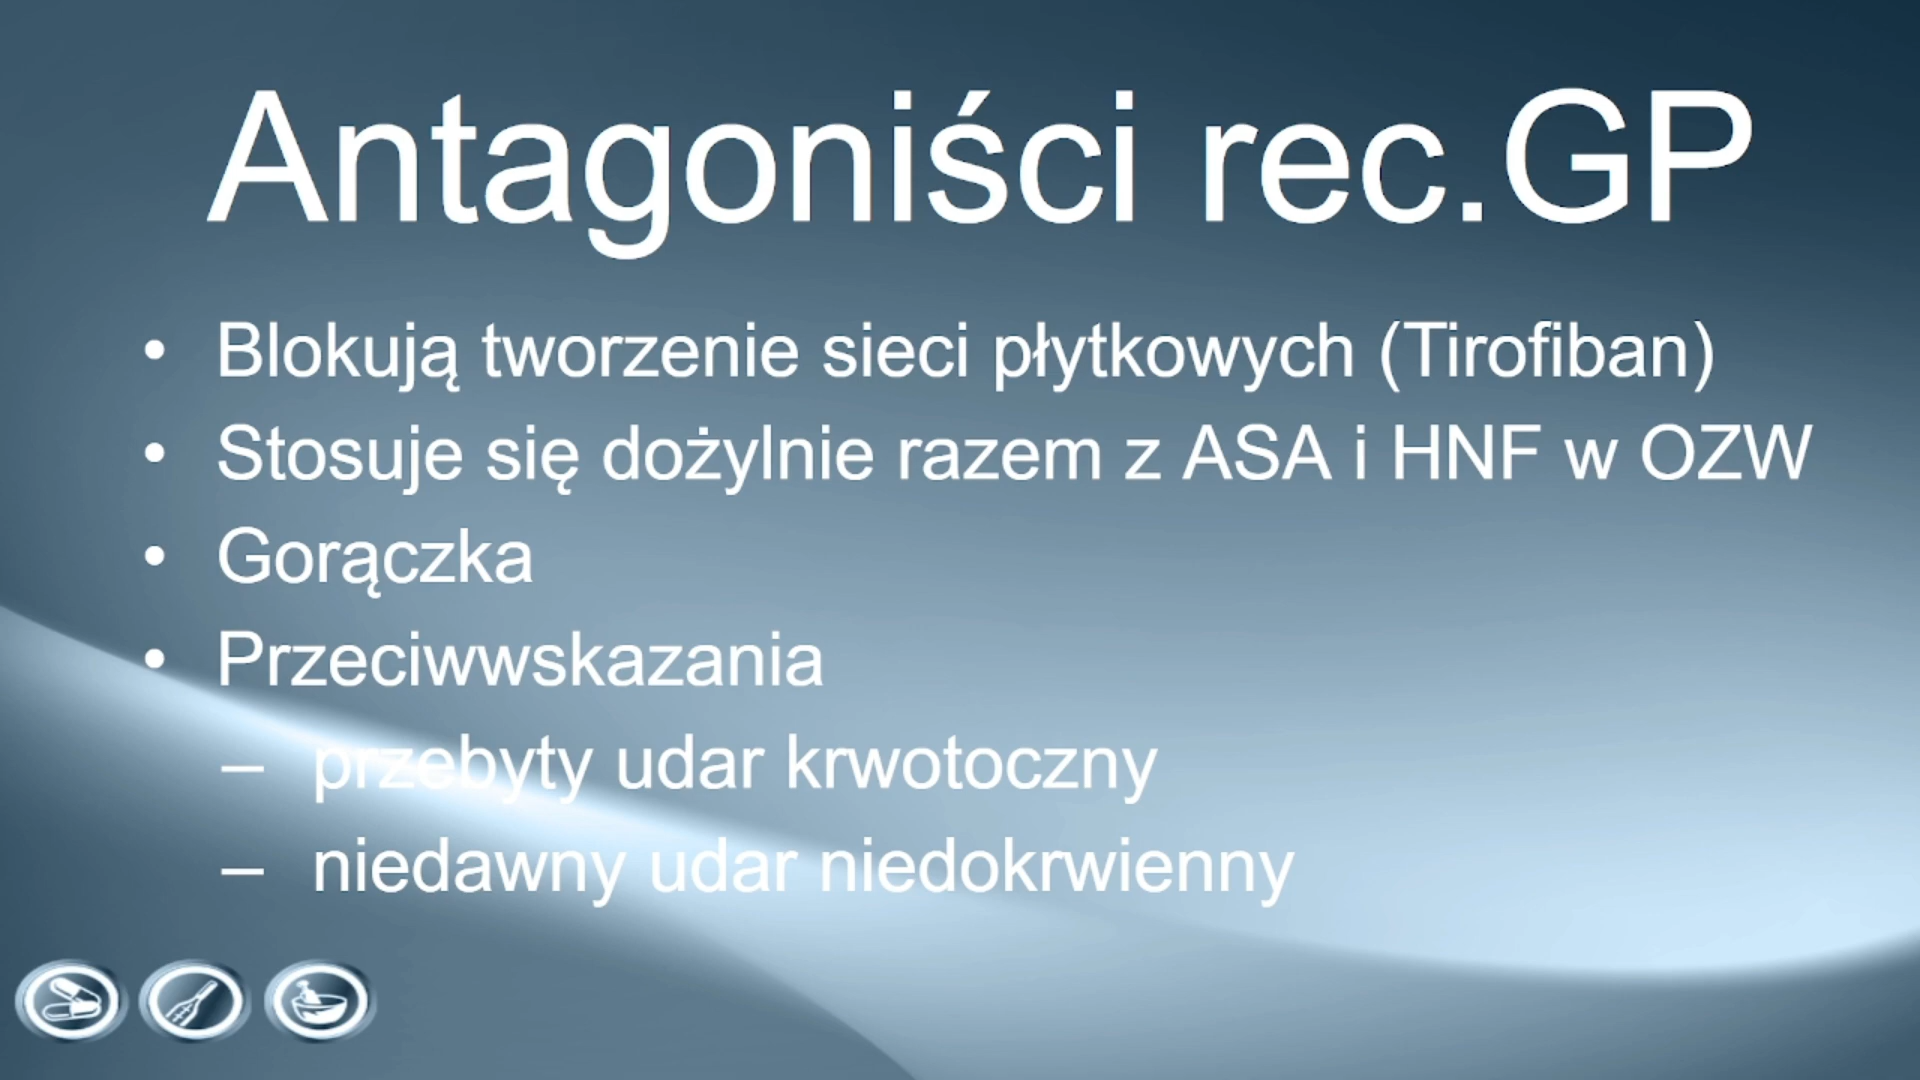 Antagoniści rec.GP
• Blokują tworzenie sieci płytkowych (Tirofiban)
• Stosuje się dożylnie razem z ASA i HNF w OZW
• Gorączka
• Przeciwwskazania
– przebyty udar krwotoczny
– niedawny udar niedokrwienny